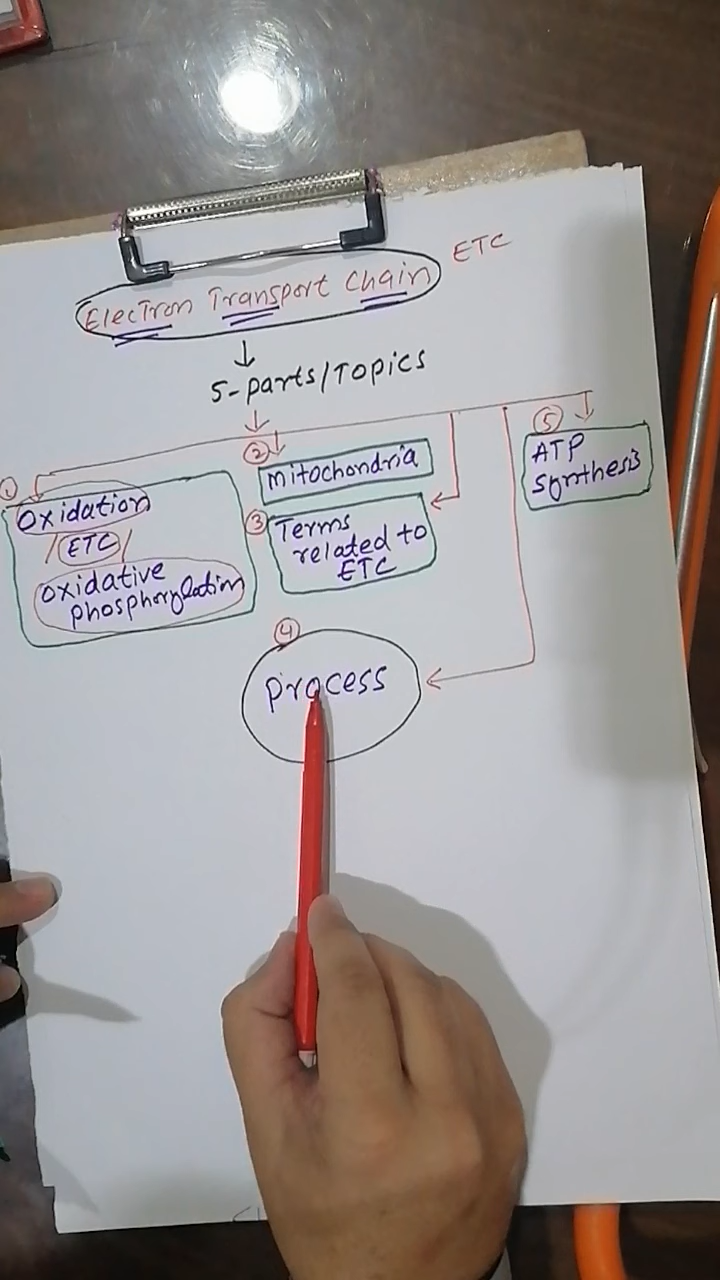 Electron Transport Chain
ETC
5-parts/Topics
①
Oxidation
/ETC/
Oxidative
phosphorylation
②
mitochondria
③
Terms
related to
ETC
④
process
⑤
ATP
Synthesis